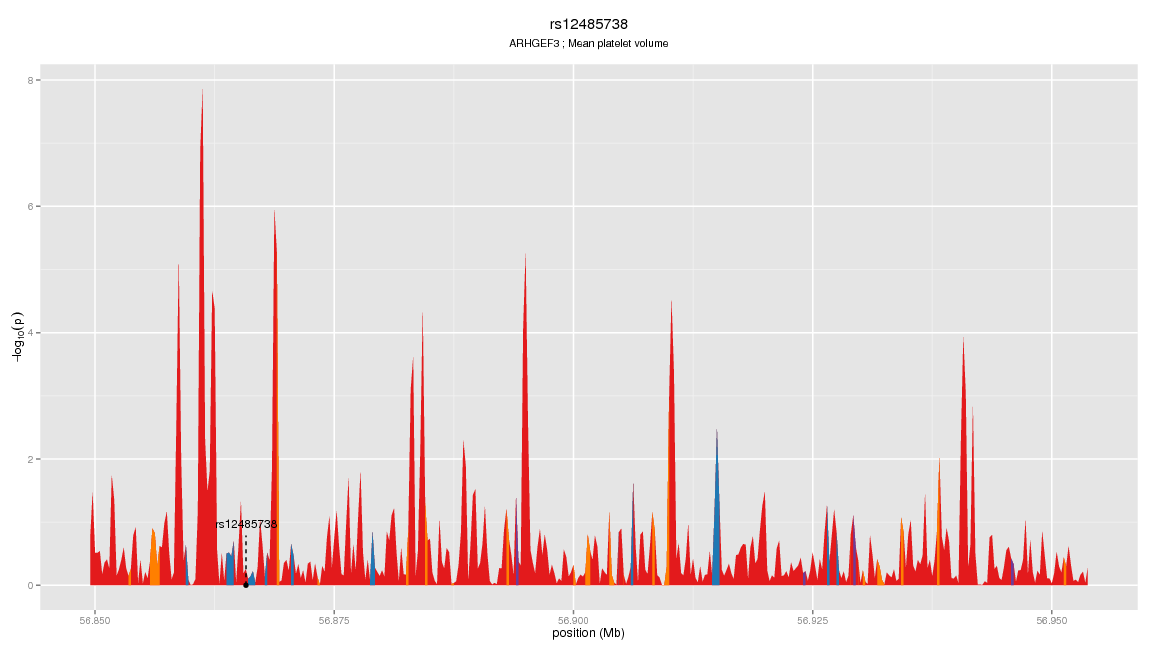 rs12485738
ARHGEF3 ; Mean platelet volume
8
6
4
2
0
−log10(p)
rs12485738
56.850 56.875 56.900 56.925 56.950
position (Mb)